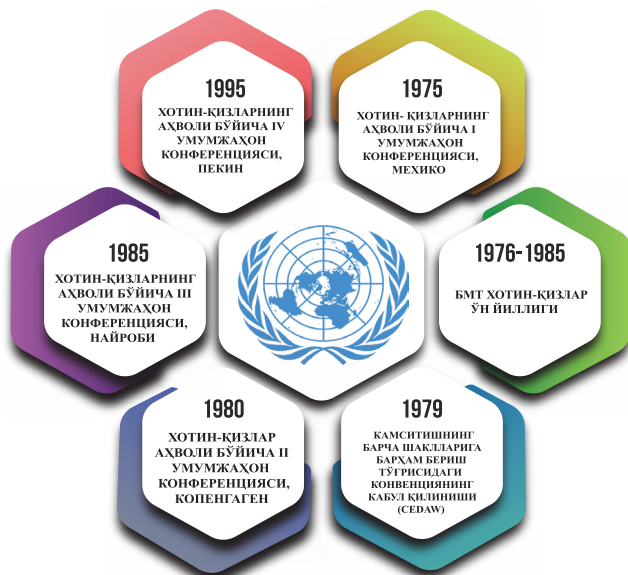 1995
ХОТИН-ҚИЗЛАРНИНГ
АҲВОЛИ БЎЙИЧА IV
УМУМЖАҲОН
КОНФЕРЕНЦИЯСИ,
ПЕКИН
1975
ХОТИН- ҚИЗЛАРНИНГ
АҲВОЛИ БЎЙИЧА I
УМУМЖАҲОН
КОНФЕРЕНЦИЯСИ,
МЕХИКО
1985
ХОТИН-ҚИЗЛАРНИНГ
АҲВОЛИ БЎЙИЧА III
УМУМЖАҲОН
КОНФЕРЕНЦИЯСИ,
НАЙРОБИ
1976-1985
БМТ ХОТИН-ҚИЗЛАР
ЎН ЙИЛЛИГИ
1980
ХОТИН-ҚИЗЛАР
АҲВОЛИ БЎЙИЧА II
УМУМЖАҲОН
КОНФЕРЕНЦИЯСИ,
КОПЕНГАГЕН
1979
КАМСИТИШНИНГ
БАРЧА ШАКЛЛАРИГА
БАРҲАМ БЕРИШ
ТЎҒРИСИДАГИ
КОНВЕНЦИЯНИНГ
КАБУЛ ҚИЛИНИШИ
(CEDAW)